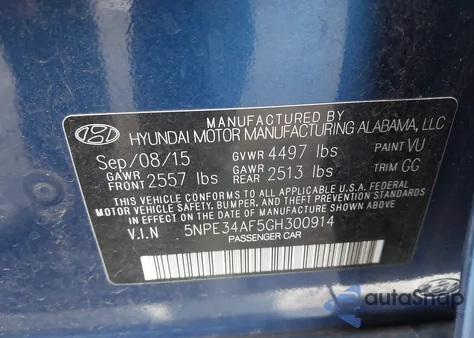 MANUFACTURED BY
HYUNDAI MOTOR MANUFACTURING ALABAMA, LLC
Sep/08/15 GVWR 4497 lbs PAINT VU
GAWR FRONT 2557 lbs GAWR REAR 2513 lbs TRIM GG
THIS VEHICLE CONFORMS TO ALL APPLICABLE U.S.A. FEDERAL
MOTOR VEHICLE SAFETY, BUMPER, AND THEFT PREVENTION STANDARDS
IN EFFECT ON THE DATE OF MANUFACTURE SHOWN ABOVE.
V.I.N 5NPE34AF5GH300914
PASSENGER CAR
autoSnap